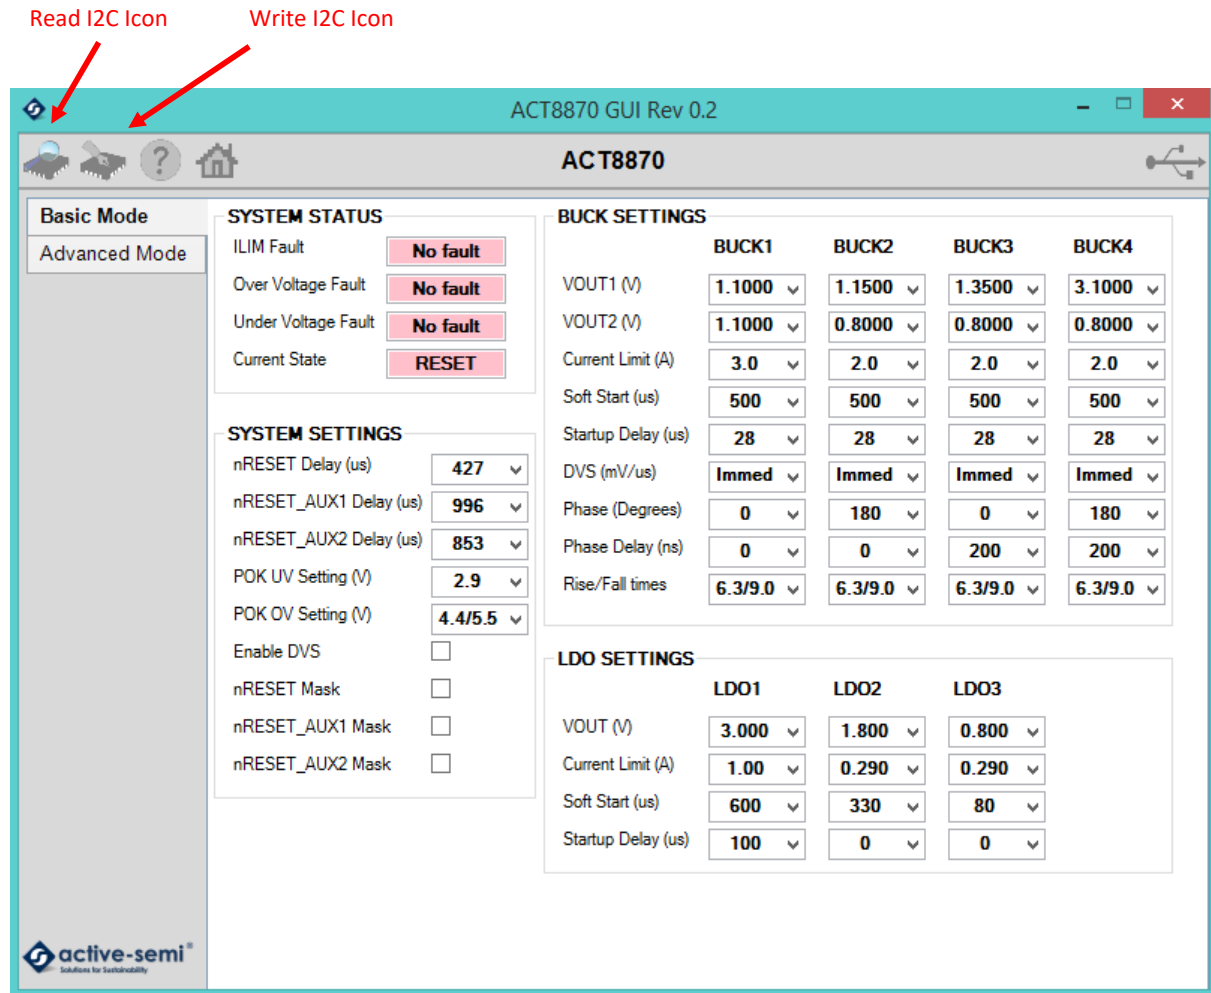 Read I2C Icon Write I2C Icon
ACT8870 GUI Rev 0.2
?
ACT8870
Basic Mode
Advanced Mode
SYSTEM STATUS
ILIM Fault No fault
Over Voltage Fault No fault
Under Voltage Fault No fault
Current State RESET
SYSTEM SETTINGS
nRESET Delay (us) 427
nRESET_AUX1 Delay (us) 996
nRESET_AUX2 Delay (us) 853
POK UV Setting (V) 2.9
POK OV Setting (V) 4.4/5.5
Enable DVS
nRESET Mask
nRESET_AUX1 Mask
nRESET_AUX2 Mask
BUCK SETTINGS
BUCK1 BUCK2 BUCK3 BUCK4
VOUT1 (V) 1.1000 1.1500 1.3500 3.1000
VOUT2 (V) 1.1000 0.8000 0.8000 0.8000
Current Limit (A) 3.0 2.0 2.0 2.0
Soft Start (us) 500 500 500 500
Startup Delay (us) 28 28 28 28
DVS (mV/us) Immed Immed Immed Immed
Phase (Degrees) 0 180 0 180
Phase Delay (ns) 0 0 200 200
Rise/Fall times 6.3/9.0 6.3/9.0 6.3/9.0 6.3/9.0
LDO SETTINGS
LDO1 LDO2 LDO3
VOUT (V) 3.000 1.800 0.800
Current Limit (A) 1.00 0.290 0.290
Soft Start (us) 600 330 80
Startup Delay (us) 100 0 0
active-semi®
Solutions for Sustainability